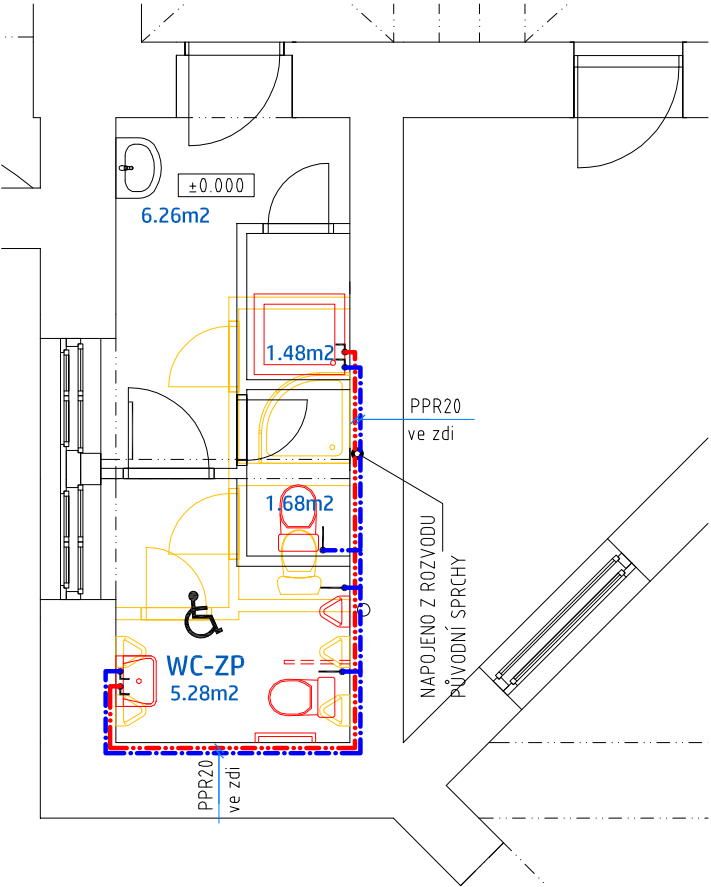 ±0.000
6.26m2
1.48m2
PPR20
ve zdi
1.68m2
NAPOJENO Z ROZVODU
PŮVODNÍ SPRCHY
WC-ZP
5.28m2
PPR20
ve zdi